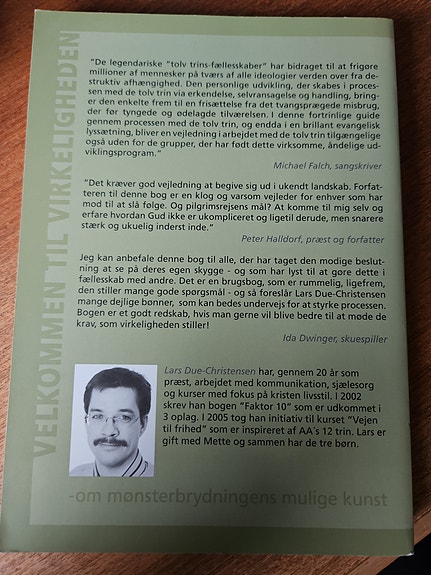 VELKOMMEN TIL VIRKELIGHEDEN
"De legendariske "tolv trins-fællesskaber" har bidraget til at frigøre
millioner af mennesker på tværs af alle ideologier verden over fra de-
struktiv afhængighed. Den personlige udvikling, der skabes i proces-
sen med de tolv trin via erkendelse, selvransagelse og handling, bring-
er den enkelte frem til en frisættelse fra det tvangsprægede misbrug,
der før tyngede og ødelagde tilværelsen. I denne fortrinlige guide
gennem processen med de tolv trin, og endda i en brillant evangelisk
lyssætning, bliver en vejledning i arbejdet med de tolv trin tilgængelige
også uden for de grupper, der har født dette virksomme, åndelige ud-
viklingsprogram."
Michael Falch, sangskriver
"Det kræver god vejledning at begive sig ud i ukendt landskab. Forfat-
teren til denne bog er en klog og varsom vejleder for enhver som har
mod til at slå følge. Og pilgrimsrejsens mål? At komme til mig selv og
erfare hvordan Gud ikke er ukompliceret og ligetil derude, men snarere
stærk og ukuelig inderst inde."
Peter Halldorf, præst og forfatter
Jeg kan anbefale denne bog til alle, der har taget den modige beslut-
ning at se på deres egen skygge - og som har lyst til at gøre dette i
fællesskab med andre. Det er en brugsbog, som er rummelig, ligefrem,
den stiller mange gode spørgsmål - og så foreslår Lars Due-Christensen
mange dejlige bønner, som kan bedes undervejs for at styrke processen.
Bogen er et godt redskab, hvis man gerne vil blive bedre til at møde de
krav, som virkeligheden stiller!
Ida Dwinger, skuespiller
Lars Due-Christensen har, gennem 20 år som
præst, arbejdet med kommunikation, sjælesorg
og kurser med fokus på kristen livsstil. I 2002
skrev han bogen "Faktor 10" som er udkommet i
3 oplag. I 2005 tog han initiativ til kurset "Vejen
til frihed" som er inspireret af AA´s 12 trin. Lars er
gift med Mette og sammen har de tre børn.
-om mønsterbrydningens mulige kunst